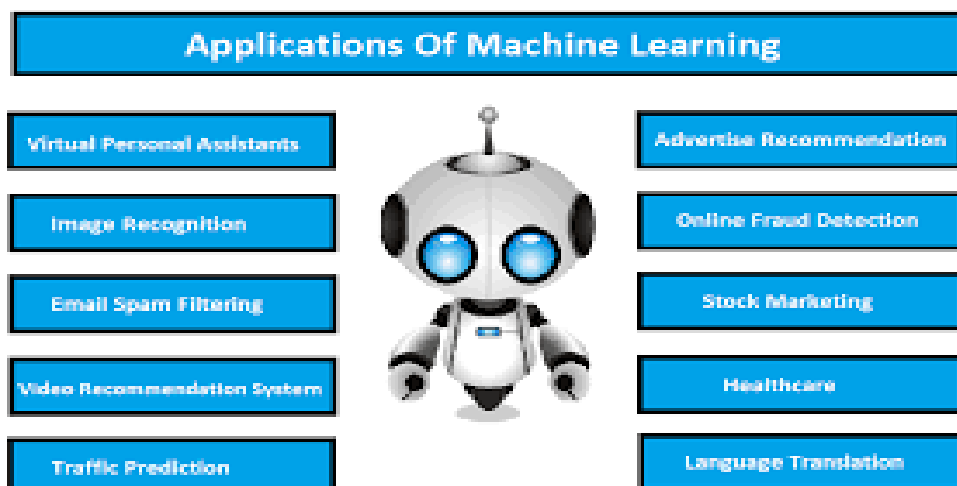 Applications Of Machine Learning
Virtual Personal Assistants
Image Recognition
Email Spam Filtering
Video Recommendation System
Traffic Prediction
Advertise Recommendation
Online Fraud Detection
Stock Marketing
Healthcare
Language Translation